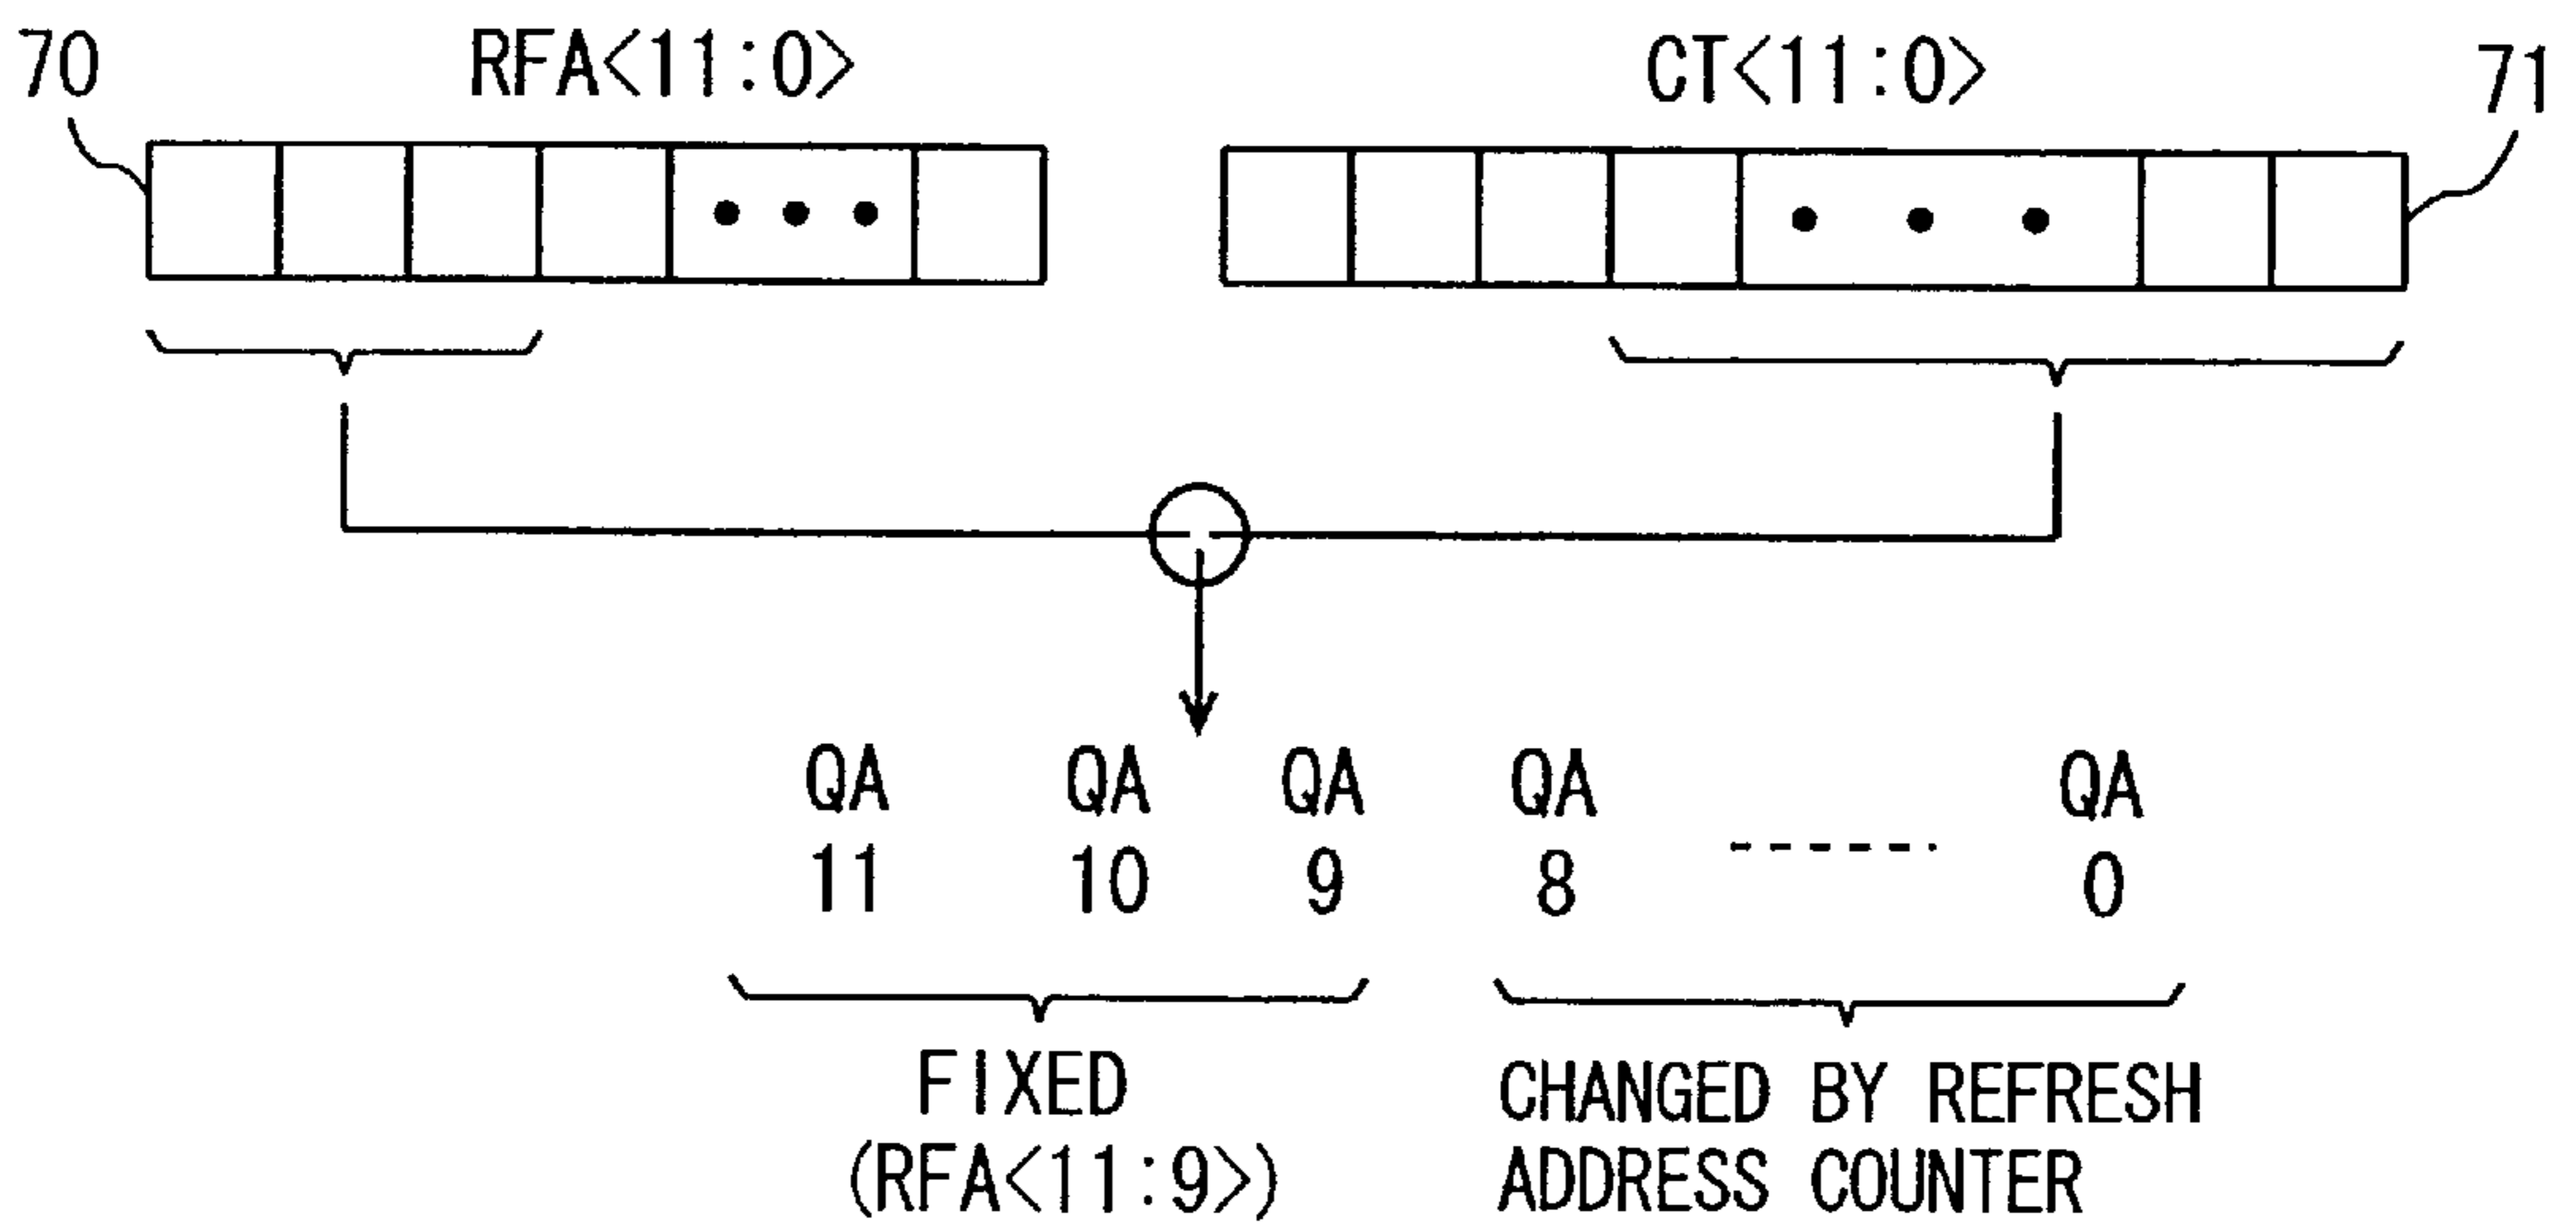 70
RFA<11:0>
CT<11:0>
71
QA QA QA QA QA
11 10 9 8 0
FIXED
(RFA<11:9>)
CHANGED BY REFRESH
ADDRESS COUNTER